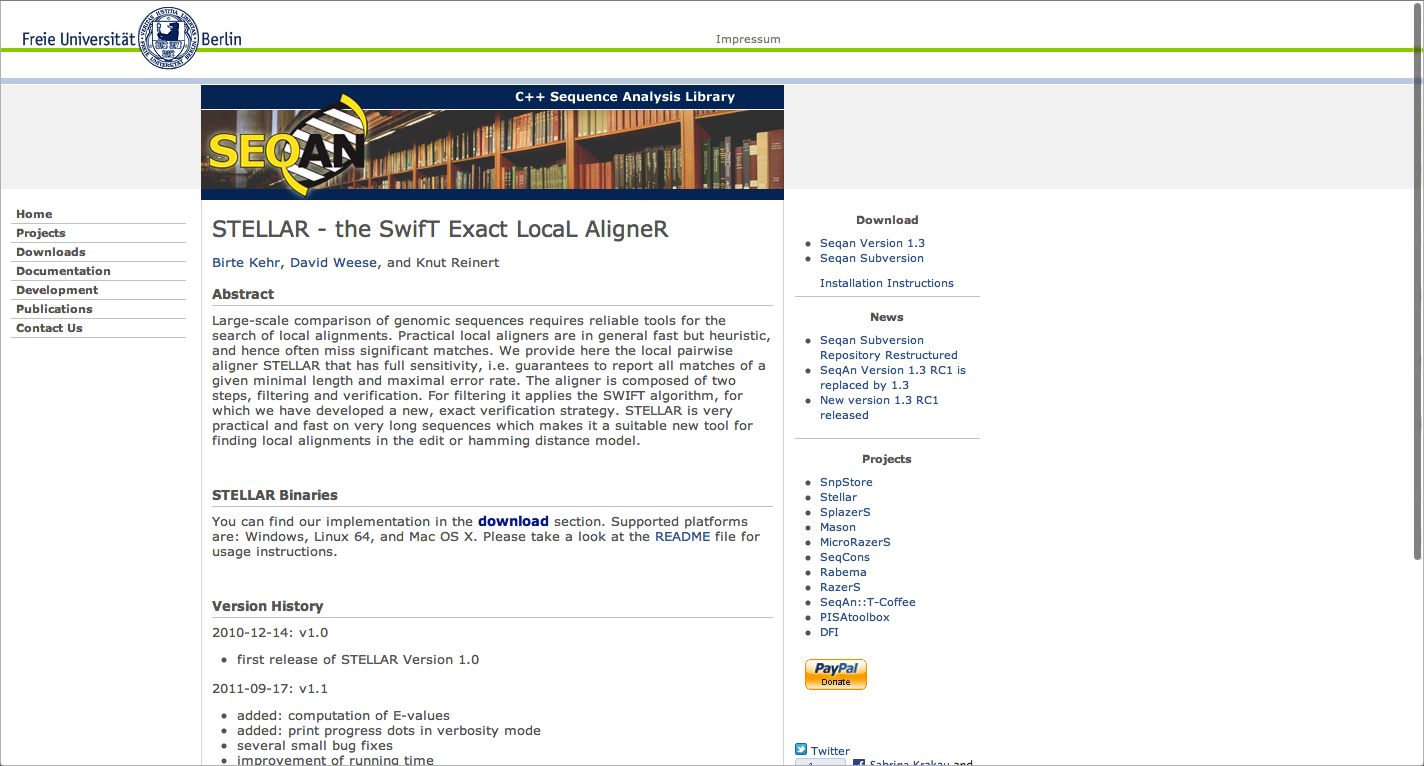 Freie Universität Berlin
Impressum
C++ Sequence Analysis Library
SEQAN
Home
Projects
Downloads
Documentation
Development
Publications
Contact Us
STELLAR - the SwifT Exact LocaL AligneR
Birte Kehr, David Weese, and Knut Reinert
Abstract
Large-scale comparison of genomic sequences requires reliable tools for the
search of local alignments. Practical local aligners are in general fast but heuristic,
and hence often miss significant matches. We provide here the local pairwise
aligner STELLAR that has full sensitivity, i.e. guarantees to report all matches of a
given minimal length and maximal error rate. The aligner is composed of two
steps, filtering and verification. For filtering it applies the SWIFT algorithm, for
which we have developed a new, exact verification strategy. STELLAR is very
practical and fast on very long sequences which makes it a suitable new tool for
finding local alignments in the edit or hamming distance model.
STELLAR Binaries
You can find our implementation in the download section. Supported platforms
are: Windows, Linux 64, and Mac OS X. Please take a look at the README file for
usage instructions.
Version History
2010-12-14: v1.0
first release of STELLAR Version 1.0
2011-09-17: v1.1
added: computation of E-values
added: print progress dots in verbosity mode
several small bug fixes
improvement of running time
Download
Seqan Version 1.3
Seqan Subversion
Installation Instructions
News
Seqan Subversion
Repository Restructured
SeqAn Version 1.3 RC1 is
replaced by 1.3
New version 1.3 RC1
released
Projects
SnpStore
Stellar
SplazerS
Mason
MicroRazerS
SeqCons
Rabema
RazerS
SeqAn::T-Coffee
PISAtoolbox
DFI
PayPal
Donate
Twitter
Sabrina Krakau and